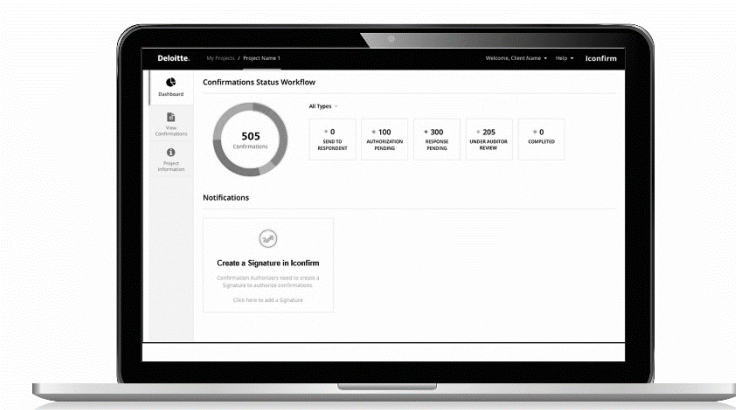 Deloitte. My Projects / Project Name 1 Welcome, Client Name Help Iconfirm
Dashboard
View
Confirmations
Project
Information
Confirmations Status Workflow
All Types
505
Confirmations
0
SEND TO
RESPONDENT
100
AUTHORIZATION
PENDING
300
RESPONSE
PENDING
205
UNDER AUDITOR
REVIEW
0
COMPLETED
Notifications
Create a Signature in Iconfirm
Confirmation Authorizers need to create a
Signature to authorize confirmations.
Click here to add a Signature